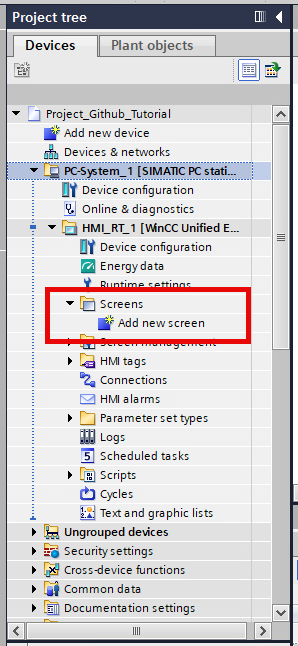 Project tree
Devices
Plant objects
Project_Github_Tutorial
Add new device
Devices & networks
PC-System_1 [SIMATIC PC stati...
Device configuration
Online & diagnostics
HMI_RT_1 [WinCC Unified E...
Device configuration
Energy data
Runtime settings
Screens
Add new screen
Screen management
HMI tags
Connections
HMI alarms
Parameter set types
Logs
Scheduled tasks
Scripts
Cycles
Text and graphic lists
Ungrouped devices
Security settings
Cross-device functions
Common data
Documentation settings